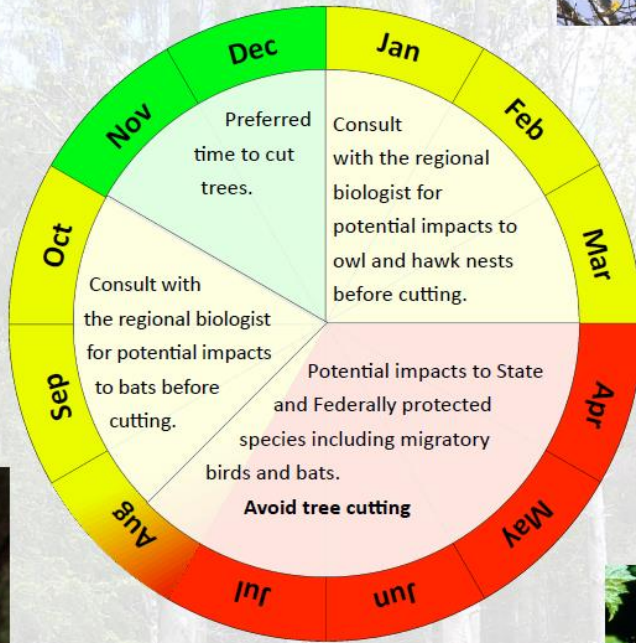 Dec
Jan
Nov
Feb
Preferred
time to cut
trees.
Consult
with the regional
biologist for
potential impacts to
owl and hawk nests
before cutting.
Oct
Mar
Consult with
the regional biologist
for potential impacts
to bats before
cutting.
Sep
Potential impacts to State
and Federally protected
species including migratory
birds and bats.
Avoid tree cutting
Apr
Aug
May
Jul
Jun